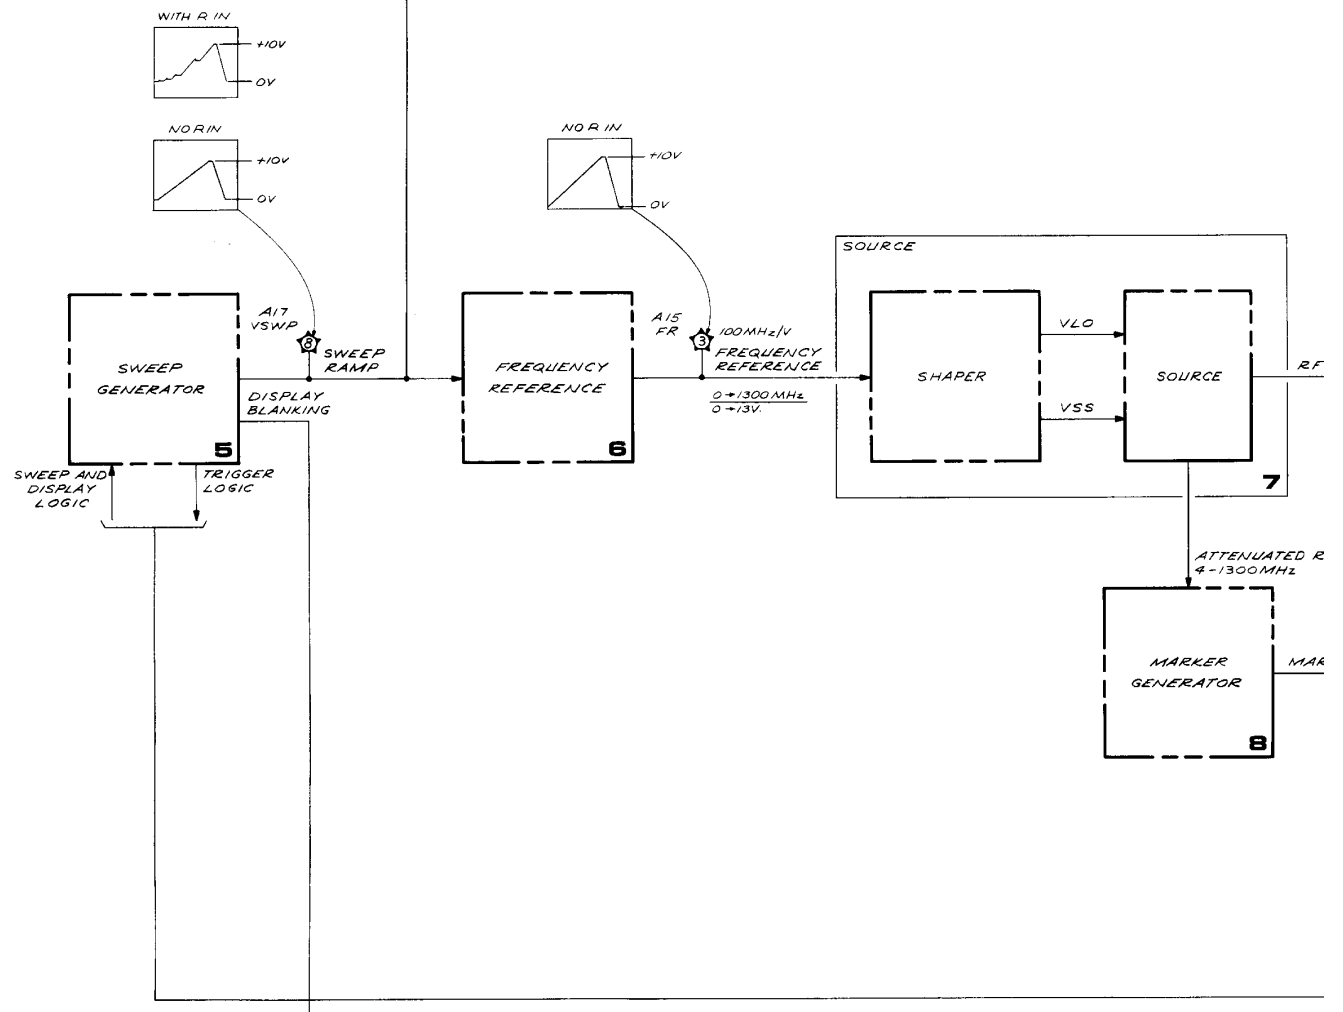 WITH R IN
+10V
0V
NO R IN
+10V
0V
NO R IN
+10V
0V
A17
VSWP
8
SWEEP
RAMP
SWEEP
GENERATOR
5
DISPLAY
BLANKING
SWEEP AND
DISPLAY
LOGIC
TRIGGER
LOGIC
FREQUENCY
REFERENCE
6
A15
FR
3
100MHz/V
FREQUENCY
REFERENCE
0→1300MHz
0→13V.
SOURCE
SHAPER
VLO
VSS
SOURCE
7
RF
ATTENUATED R
4-1300MHz
MARKER
GENERATOR
8
MAR